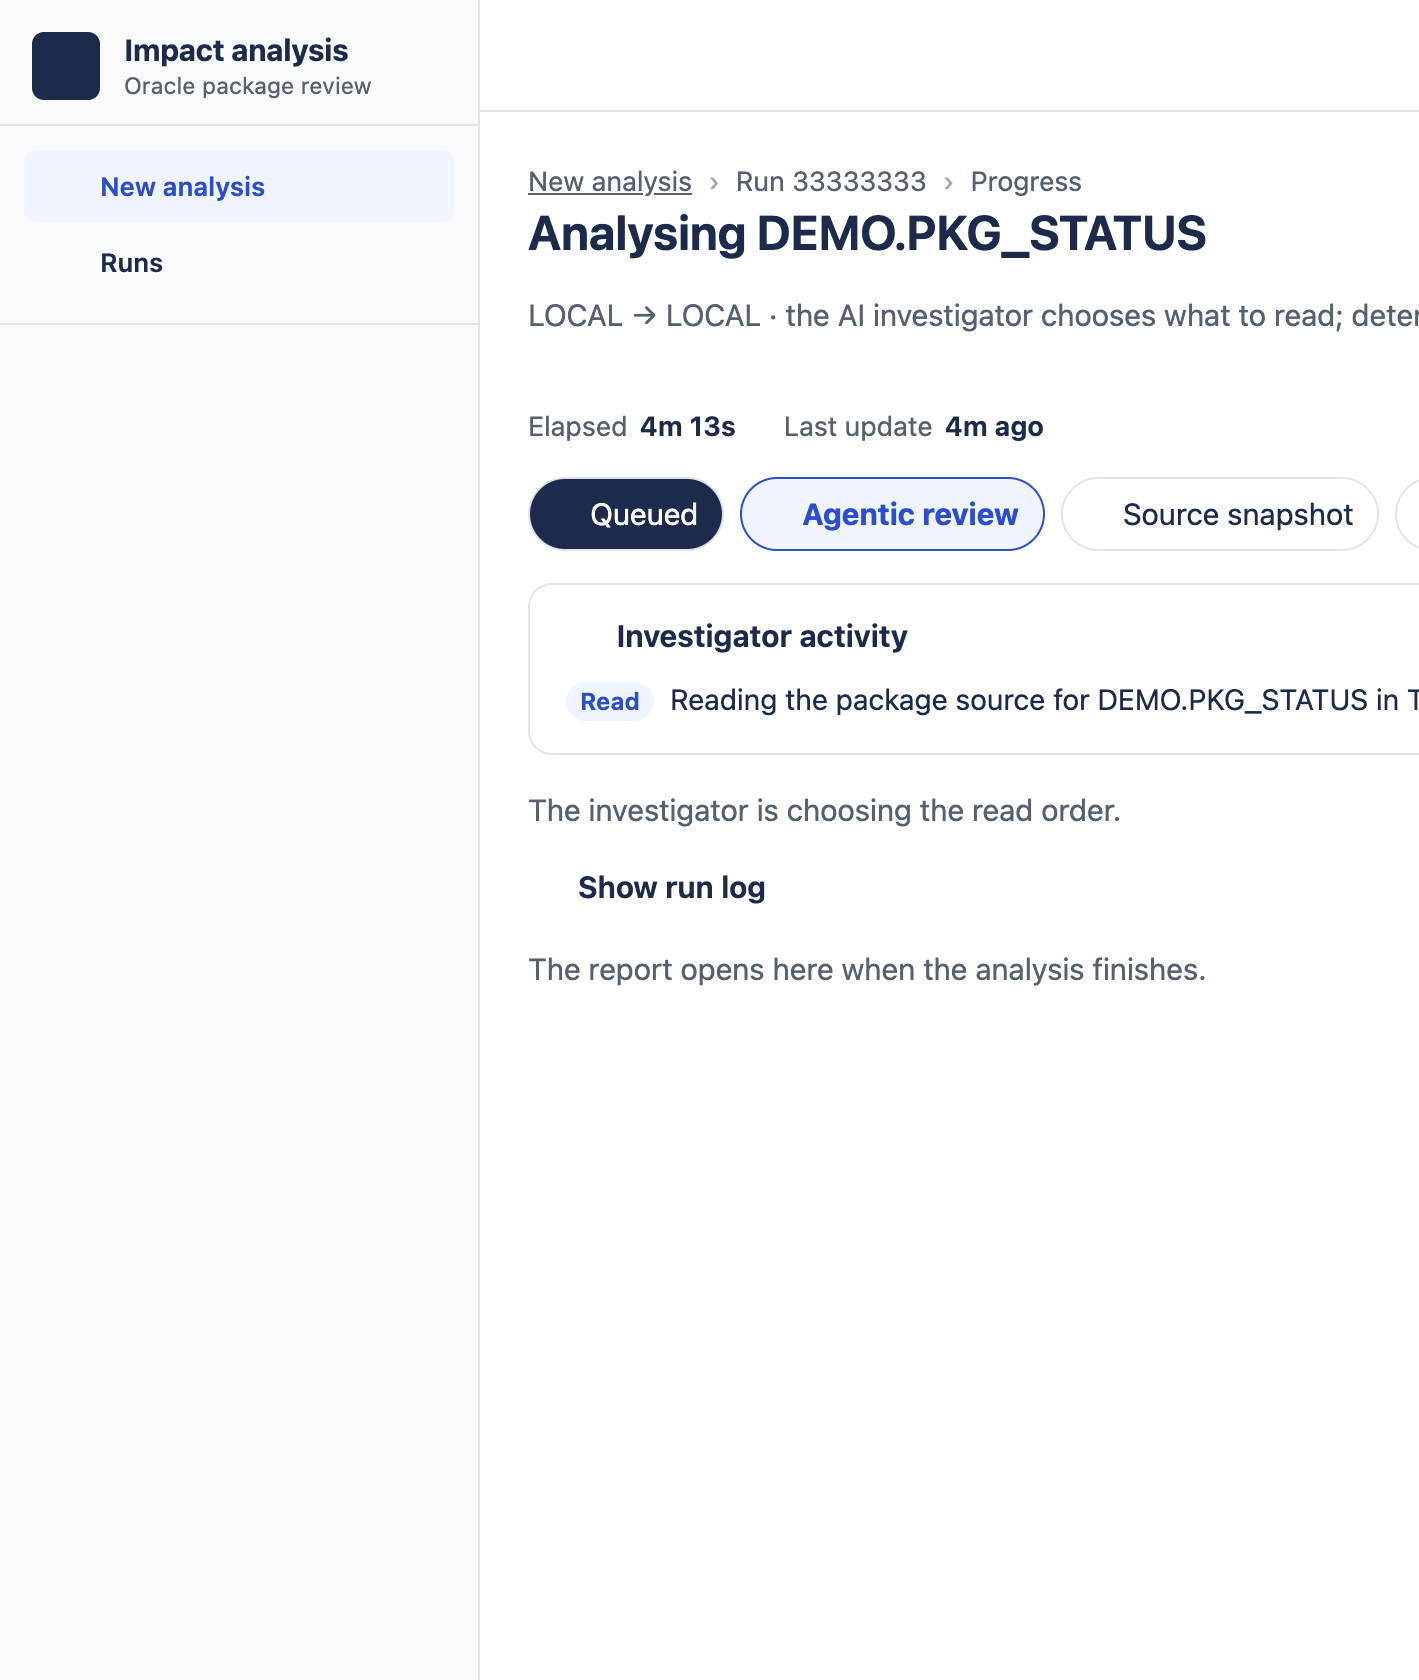 Impact analysis
Oracle package review
New analysis
Runs
New analysis › Run 33333333 › Progress
Analysing DEMO.PKG_STATUS
LOCAL → LOCAL · the AI investigator chooses what to read; deter
Elapsed 4m 13s Last update 4m ago
Queued Agentic review Source snapshot
Investigator activity
Read Reading the package source for DEMO.PKG_STATUS in T
The investigator is choosing the read order.
Show run log
The report opens here when the analysis finishes.